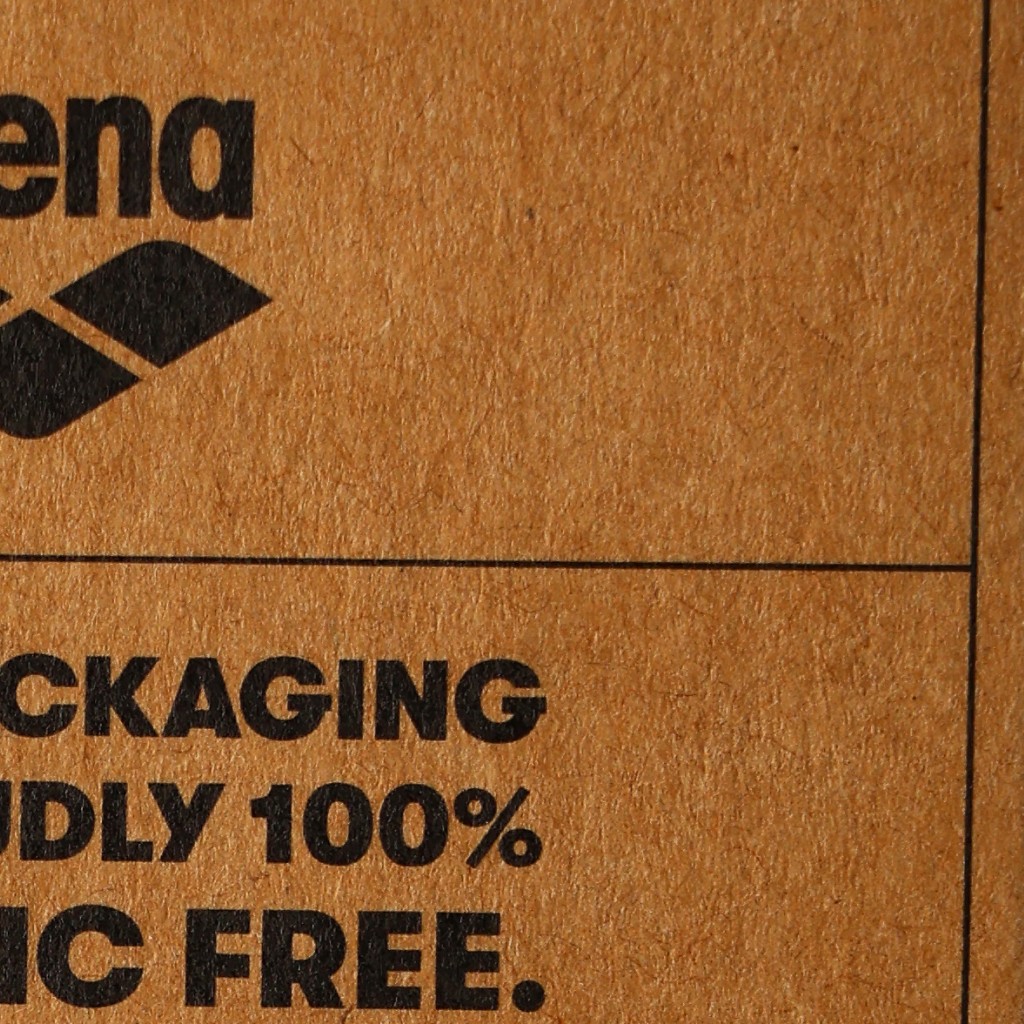 ena
CKAGING
UDLY 100%
IC FREE.